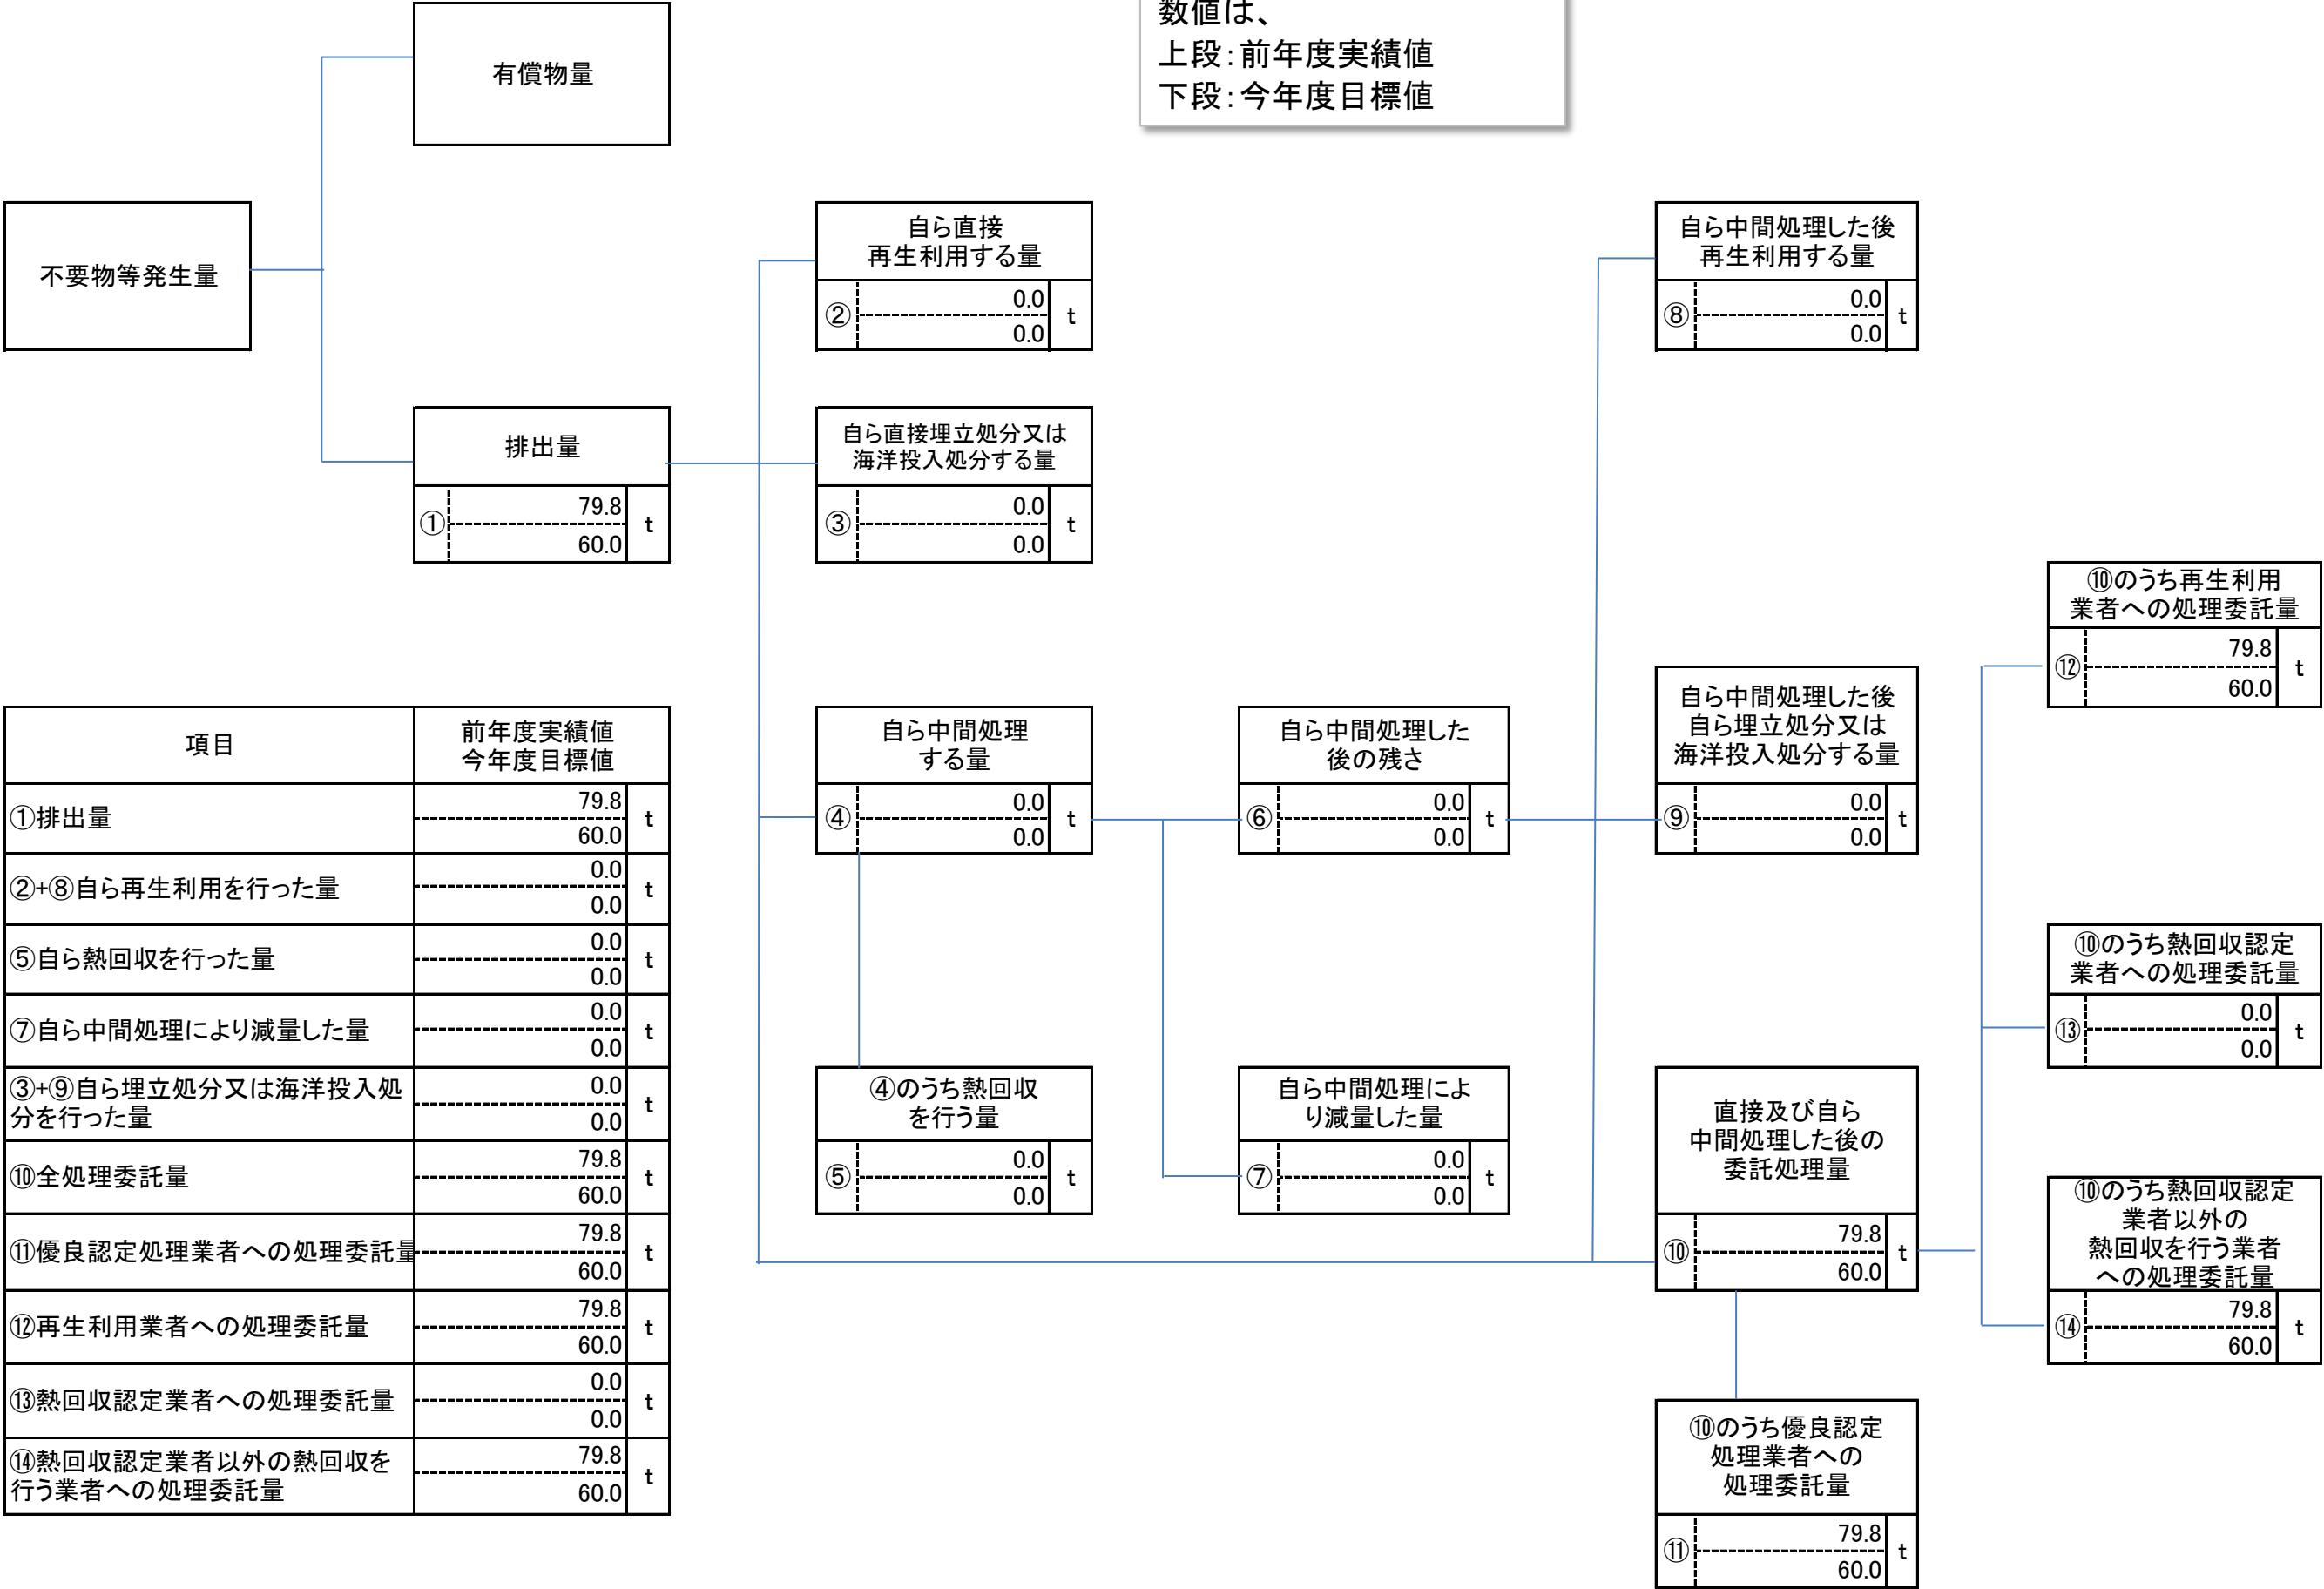 数値は、
上段：前年度実績値
下段：今年度目標値
有償物量
不要物等発生量
自ら直接
再生利用する量
②
0.0
0.0
t
自ら中間処理した後
再生利用する量
⑧
0.0
0.0
t
排出量
①
79.8
60.0
t
自ら直接埋立処分又は
海洋投入処分する量
③
0.0
0.0
t
⑩のうち再生利用
業者への処理委託量
⑫
79.8
60.0
t
自ら中間処理
する量
④
0.0
0.0
t
自ら中間処理した
後の残さ
⑥
0.0
0.0
t
自ら中間処理した後
自ら埋立処分又は
海洋投入処分する量
⑨
0.0
0.0
t
⑩のうち熱回収認定
業者への処理委託量
⑬
0.0
0.0
t
④のうち熱回収
を行う量
⑤
0.0
0.0
t
自ら中間処理によ
り減量した量
⑦
0.0
0.0
t
直接及び自ら
中間処理した後の
委託処理量
⑩
79.8
60.0
t
⑩のうち熱回収認定
業者以外の
熱回収を行う業者
への処理委託量
⑭
79.8
60.0
t
⑩のうち優良認定
処理業者への
処理委託量
⑪
79.8
60.0
t
項目
前年度実績値
今年度目標値
①排出量
79.8
60.0
t
②+⑧自ら再生利用を行った量
0.0
0.0
t
⑤自ら熱回収を行った量
0.0
0.0
t
⑦自ら中間処理により減量した量
0.0
0.0
t
③+⑨自ら埋立処分又は海洋投入処
分を行った量
0.0
0.0
t
⑩全処理委託量
79.8
60.0
t
⑪優良認定処理業者への処理委託量
79.8
60.0
t
⑫再生利用業者への処理委託量
79.8
60.0
t
⑬熱回収認定業者への処理委託量
0.0
0.0
t
⑭熱回収認定業者以外の熱回収を
行う業者への処理委託量
79.8
60.0
t